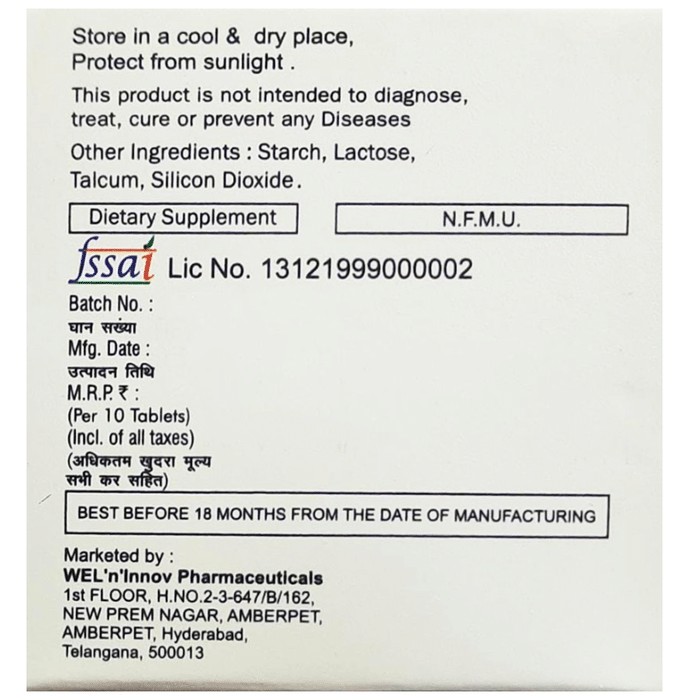 Store in a cool & dry place,
Protect from sunlight .
This product is not intended to diagnose,
treat, cure or prevent any Diseases
Other Ingredients : Starch, Lactose,
Talcum, Silicon Dioxide.
Dietary Supplement
N.F.M.U.
fssai Lic No. 13121999000002
Batch No. :
घान सख्या
Mfg. Date :
उत्पादन तिथि
M.R.P. ₹ :
(Per 10 Tablets)
(Incl. of all taxes)
(अधिकतम खुदरा मूल्य
सभी कर सहित)
BEST BEFORE 18 MONTHS FROM THE DATE OF MANUFACTURING
Marketed by :
WEL'n'Innov Pharmaceuticals
1st FLOOR, H.NO.2-3-647/B/162,
NEW PREM NAGAR, AMBERPET,
AMBERPET, Hyderabad,
Telangana, 500013